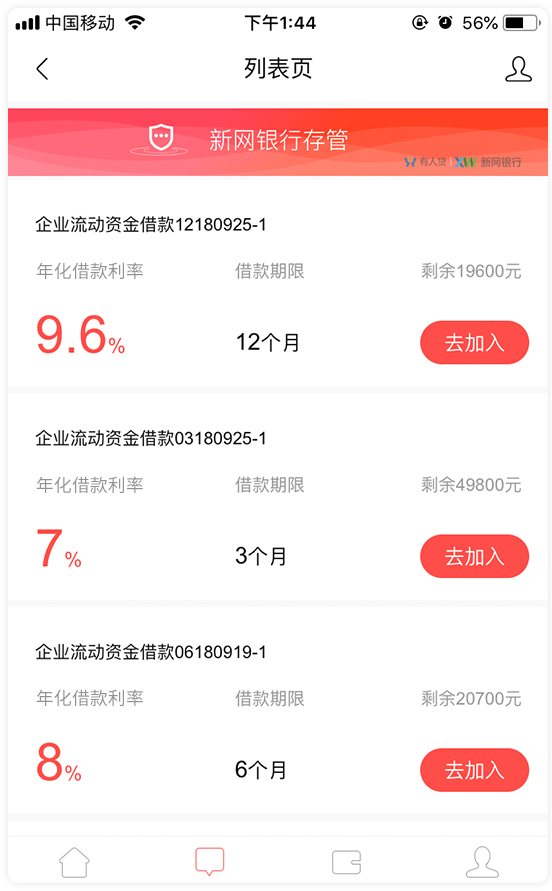 中国移动 下午1:44 56%
列表页
新网银行存管
有人贷 | XW 新网银行
企业流动资金借款12180925-1
年化借款利率 借款期限 剩余19600元
9.6% 12个月 去加入
企业流动资金借款03180925-1
年化借款利率 借款期限 剩余49800元
7% 3个月 去加入
企业流动资金借款06180919-1
年化借款利率 借款期限 剩余20700元
8% 6个月 去加入